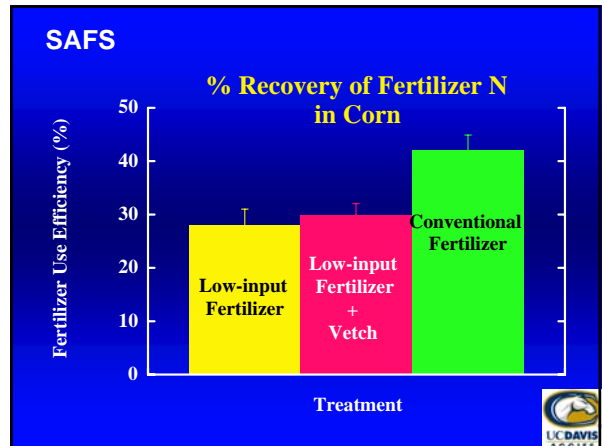 SAFS
% Recovery of Fertilizer N
in Corn
Fertilizer Use Efficiency (%)
50
40
30
20
10
0
Low-input
Fertilizer
Low-input
Fertilizer
+
Vetch
Conventional
Fertilizer
Treatment
UCDAVIS
AGGIES